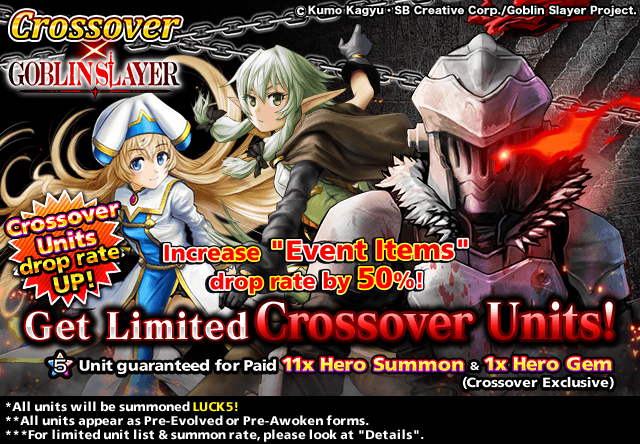 Crossover
©Kumo Kagyu・SB Creative Corp./Goblin Slayer Project.
×
GOBLIN SLAYER
Crossover
Units
drop rate
UP!
Increase "Event Items"
drop rate by 50%!
Get Limited Crossover Units!
5 Unit guaranteed for Paid 11x Hero Summon & 1x Hero Gem
(Crossover Exclusive)
*All units will be summoned LUCK5!
**All units appear as Pre-Evolved or Pre-Awoken forms.
***For limited unit list & summon rate, please look at "Details".